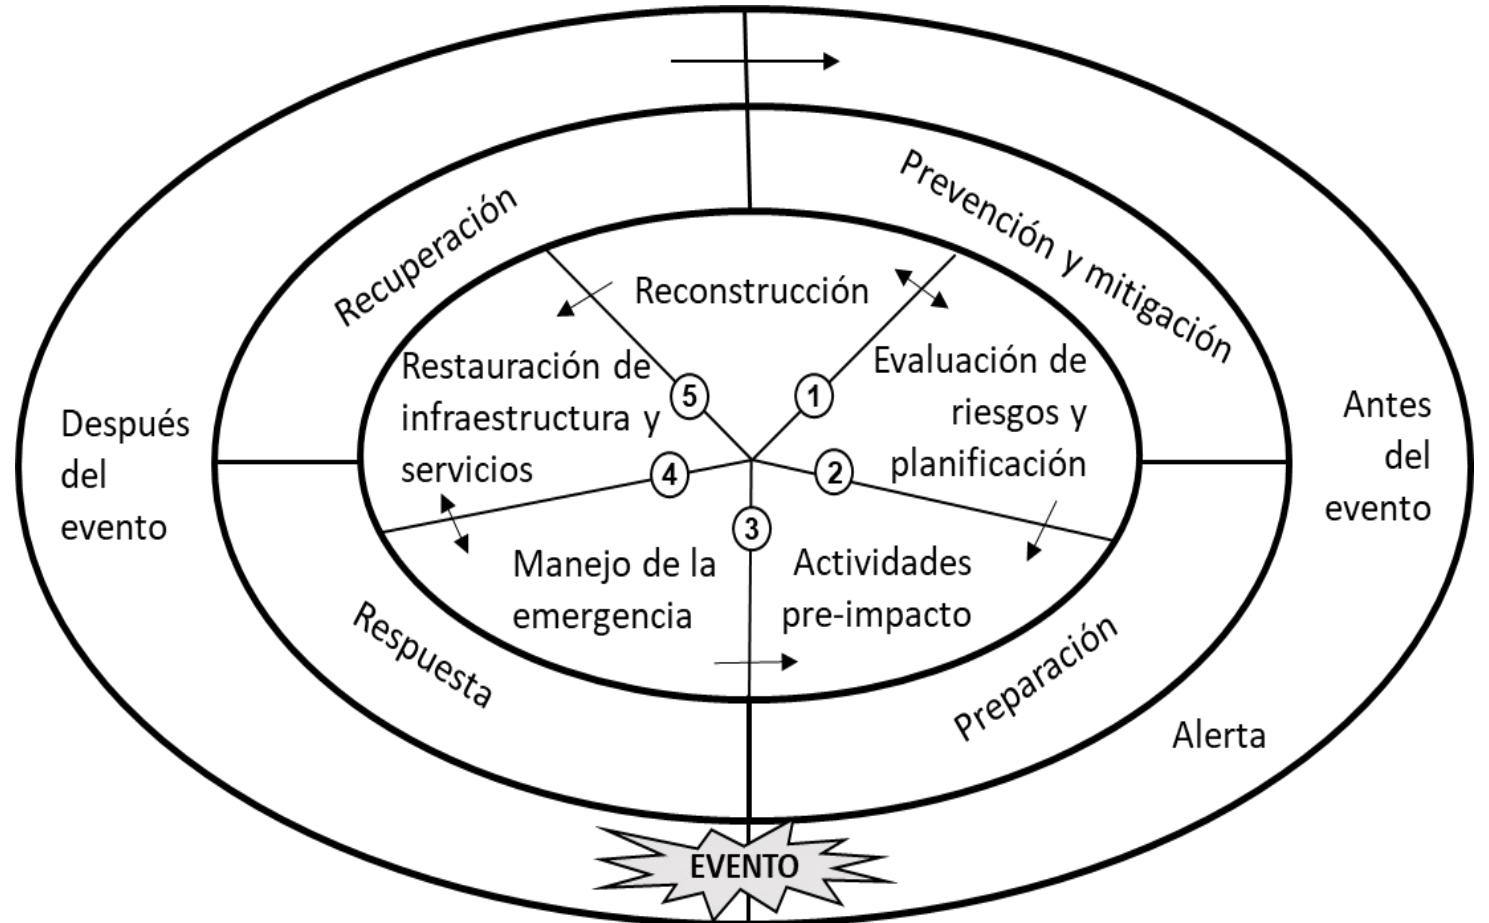 Prevención y mitigación
Recuperación
Reconstrucción
Restauración de
infraestructura y
servicios
5
1
Evaluación de
riesgos y
planificación
Después
del
evento
Antes
del
evento
4
2
3
Manejo de la
emergencia
Actividades
pre-impacto
Respuesta
Preparación
Alerta
EVENTO